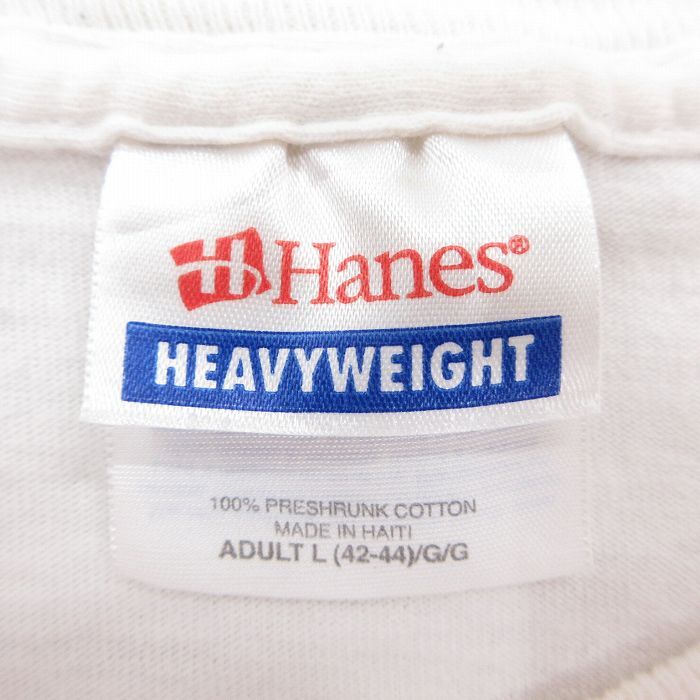 H Hanes®
HEAVYWEIGHT
100% PRESHRUNK COTTON
MADE IN HAITI
ADULT L (42-44)/G/G